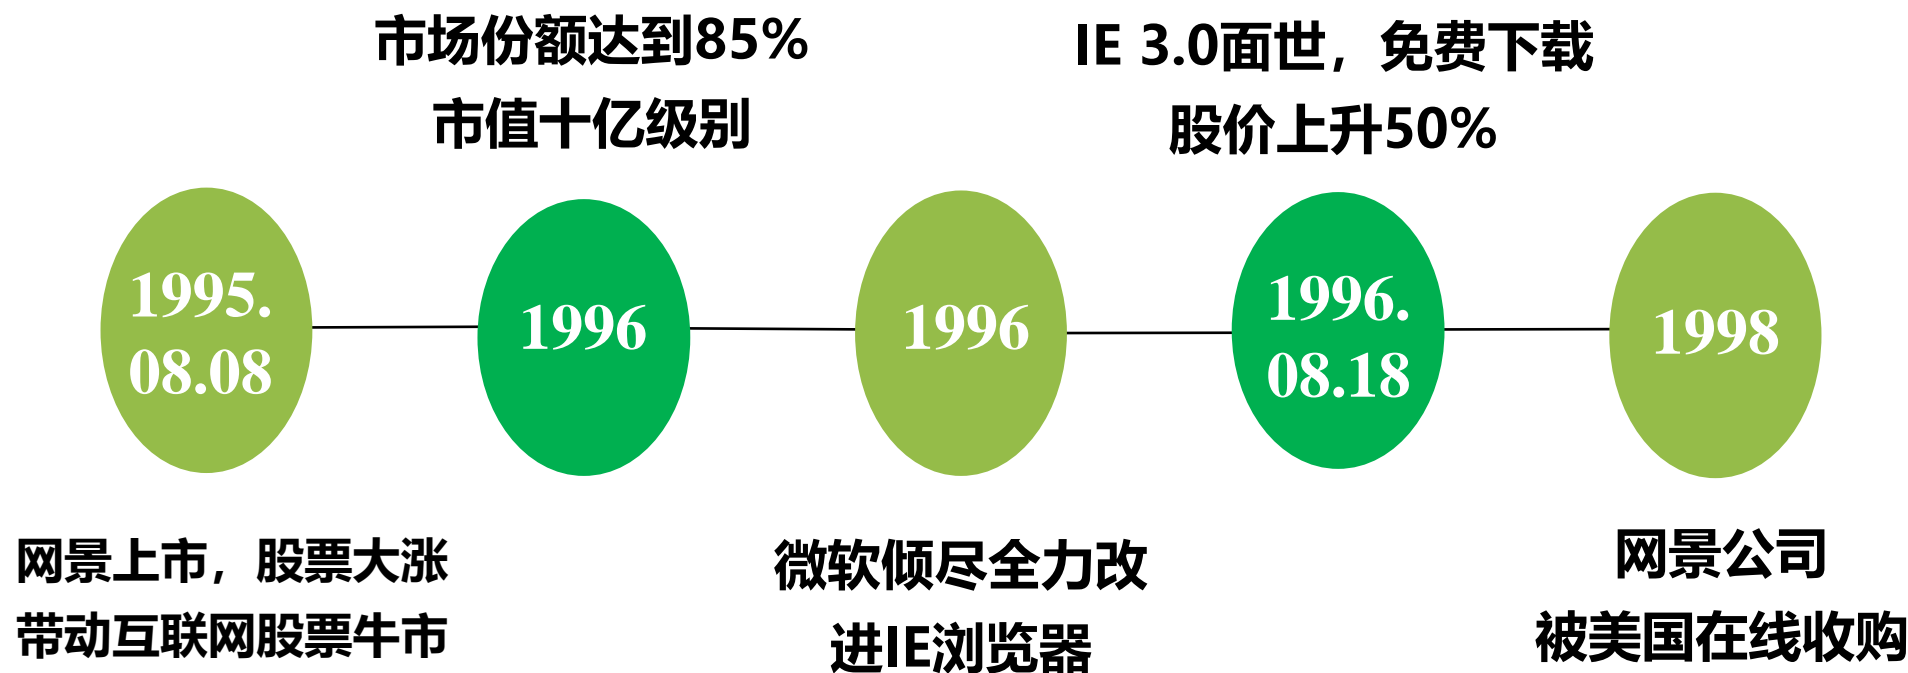 市场份额达到85%
市值十亿级别
IE 3.0面世，免费下载
股价上升50%
1995.
08.08
1996
1996
1996.
08.18
1998
网景上市，股票大涨
带动互联网股票牛市
微软倾尽全力改
进IE浏览器
网景公司
被美国在线收购